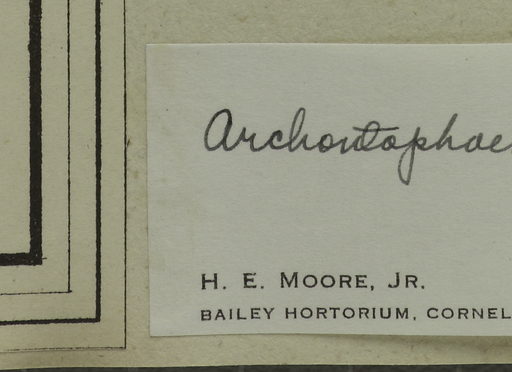 Archontophoe
H. E. MOORE, JR.
BAILEY HORTORIUM, CORNEL